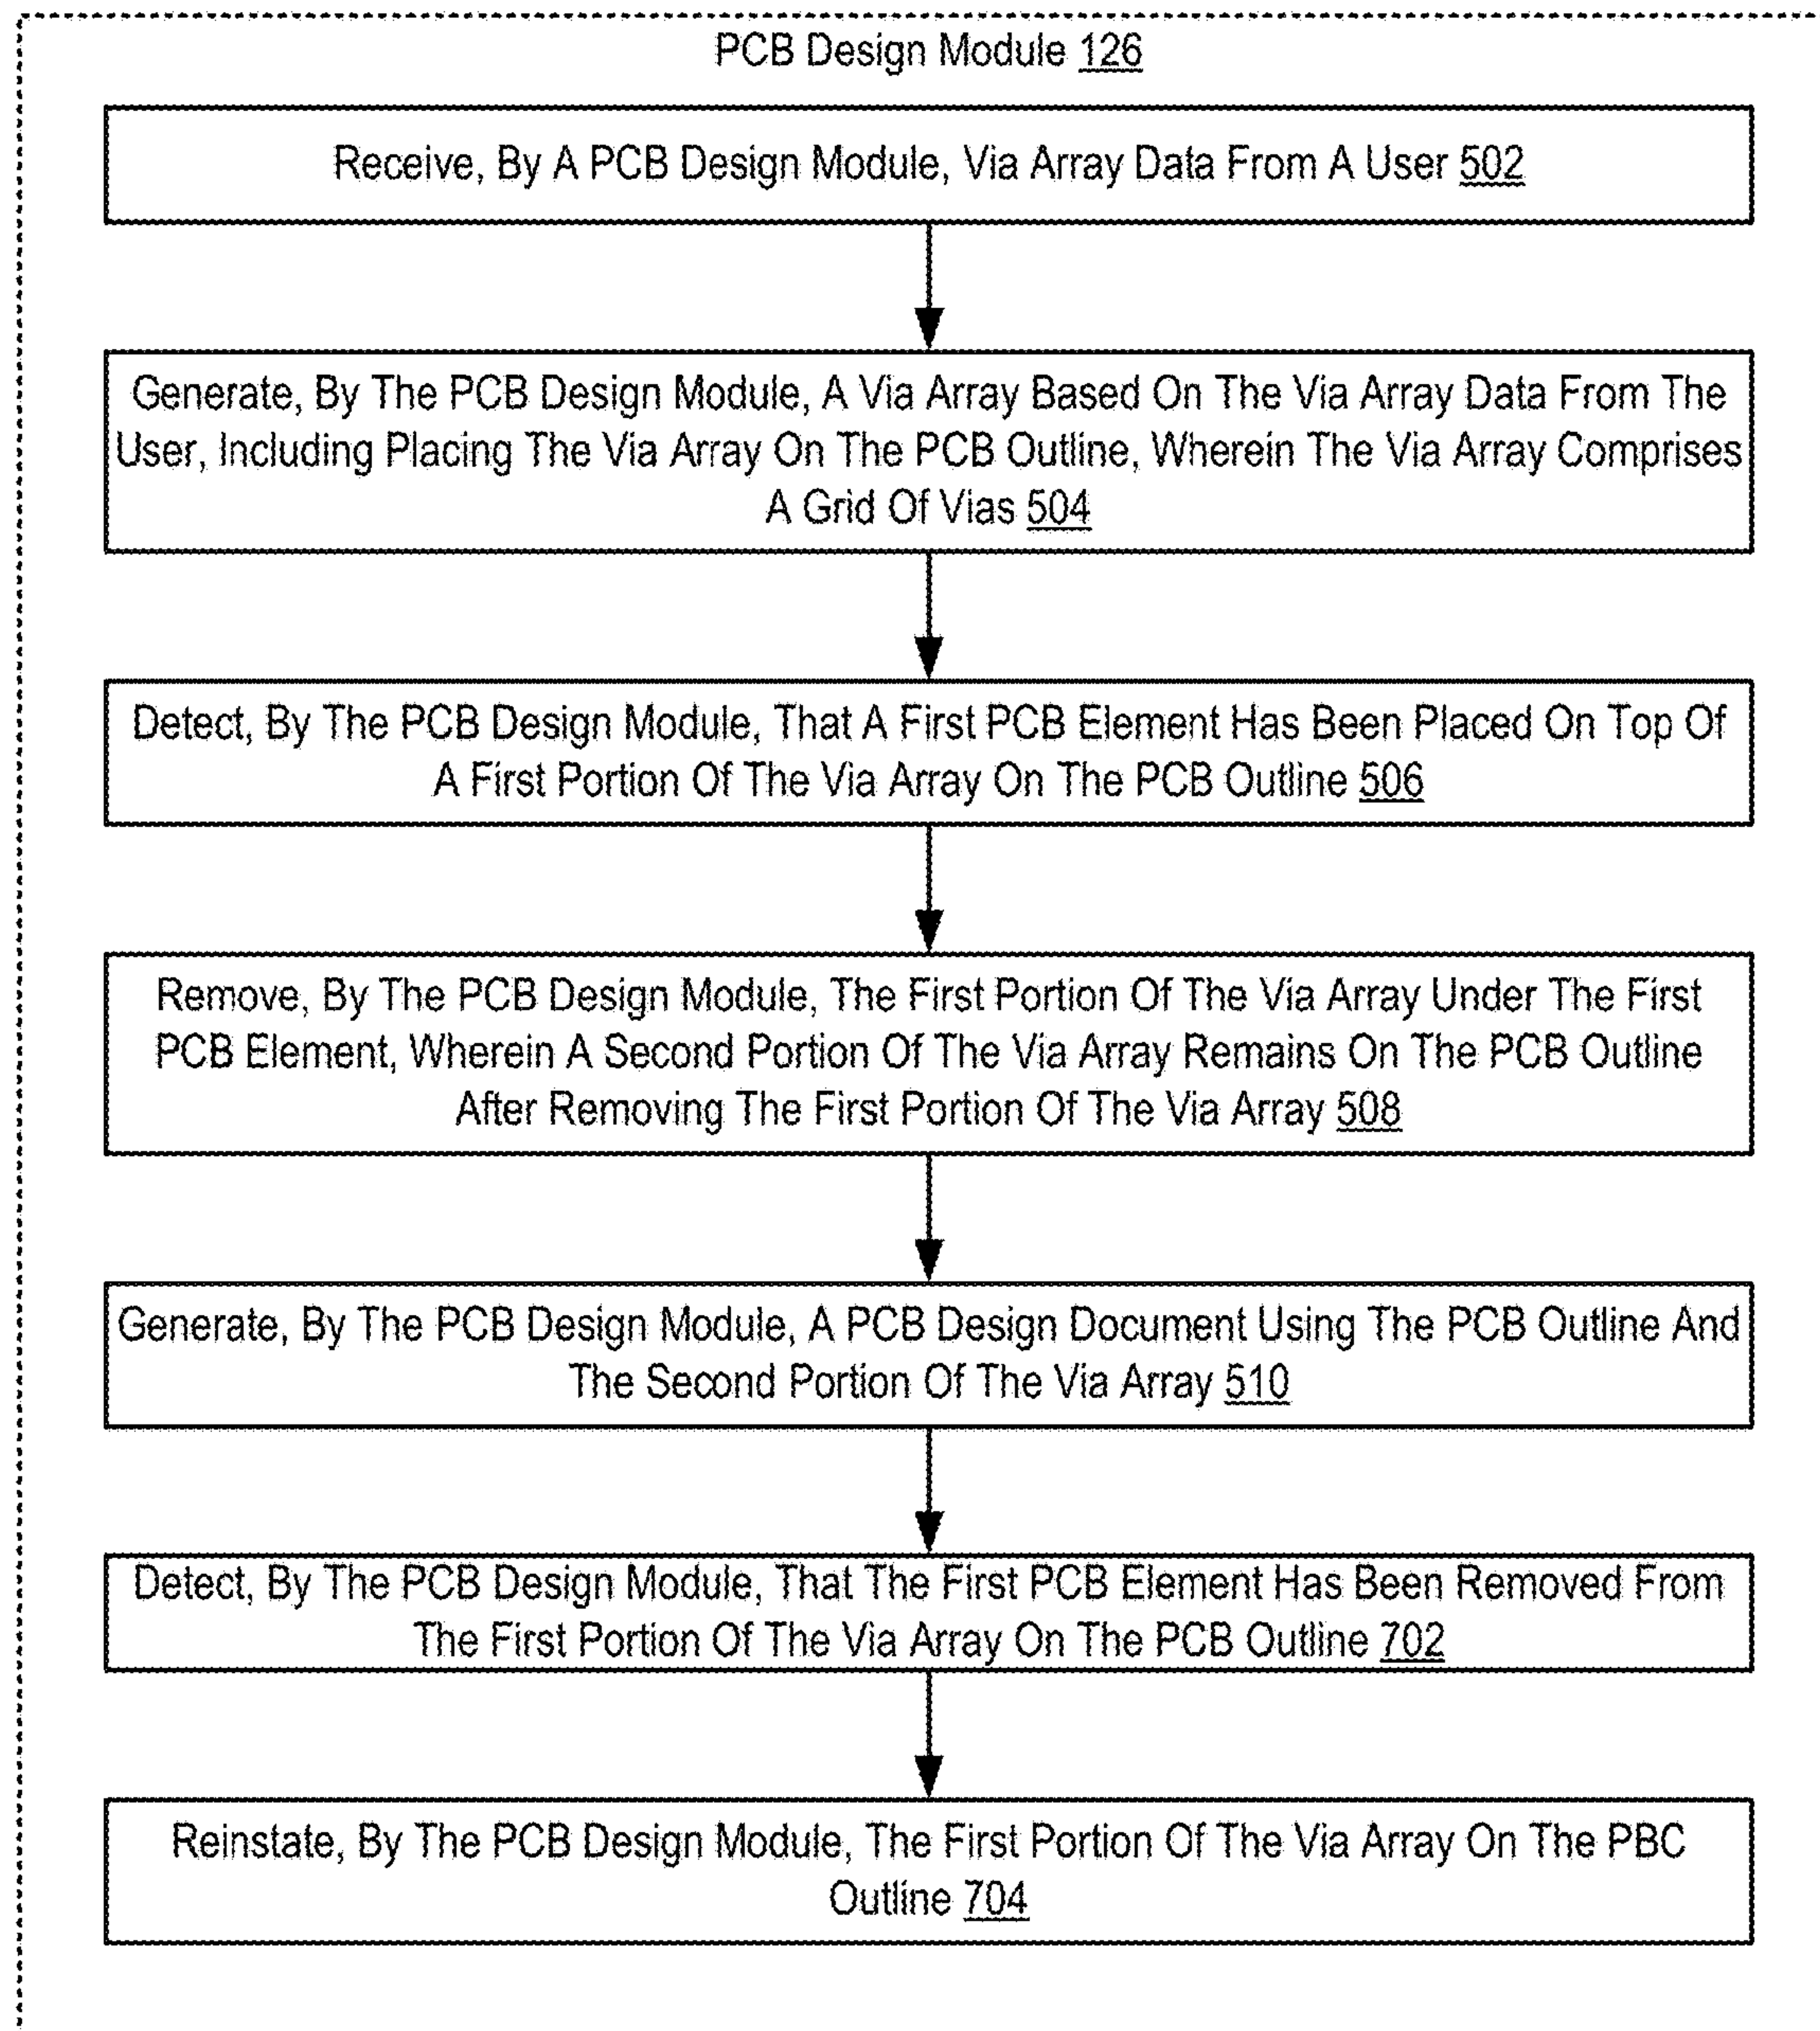 PCB Design Module 126
Receive, By A PCB Design Module, Via Array Data From A User 502
Generate, By The PCB Design Module, A Via Array Based On The Via Array Data From The
User, Including Placing The Via Array On The PCB Outline, Wherein The Via Array Comprises
A Grid Of Vias 504
Detect, By The PCB Design Module, That A First PCB Element Has Been Placed On Top Of
A First Portion Of The Via Array On The PCB Outline 506
Remove, By The PCB Design Module, The First Portion Of The Via Array Under The First
PCB Element, Wherein A Second Portion Of The Via Array Remains On The PCB Outline
After Removing The First Portion Of The Via Array 508
Generate, By The PCB Design Module, A PCB Design Document Using The PCB Outline And
The Second Portion Of The Via Array 510
Detect, By The PCB Design Module, That The First PCB Element Has Been Removed From
The First Portion Of The Via Array On The PCB Outline 702
Reinstate, By The PCB Design Module, The First Portion Of The Via Array On The PBC
Outline 704